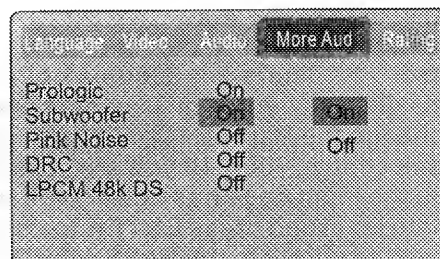 Language Video Audio More Aud Rating
Prologic On
Subwoofer On On
Pink Noise Off Off
DRC Off
LPCM 48k DS Off